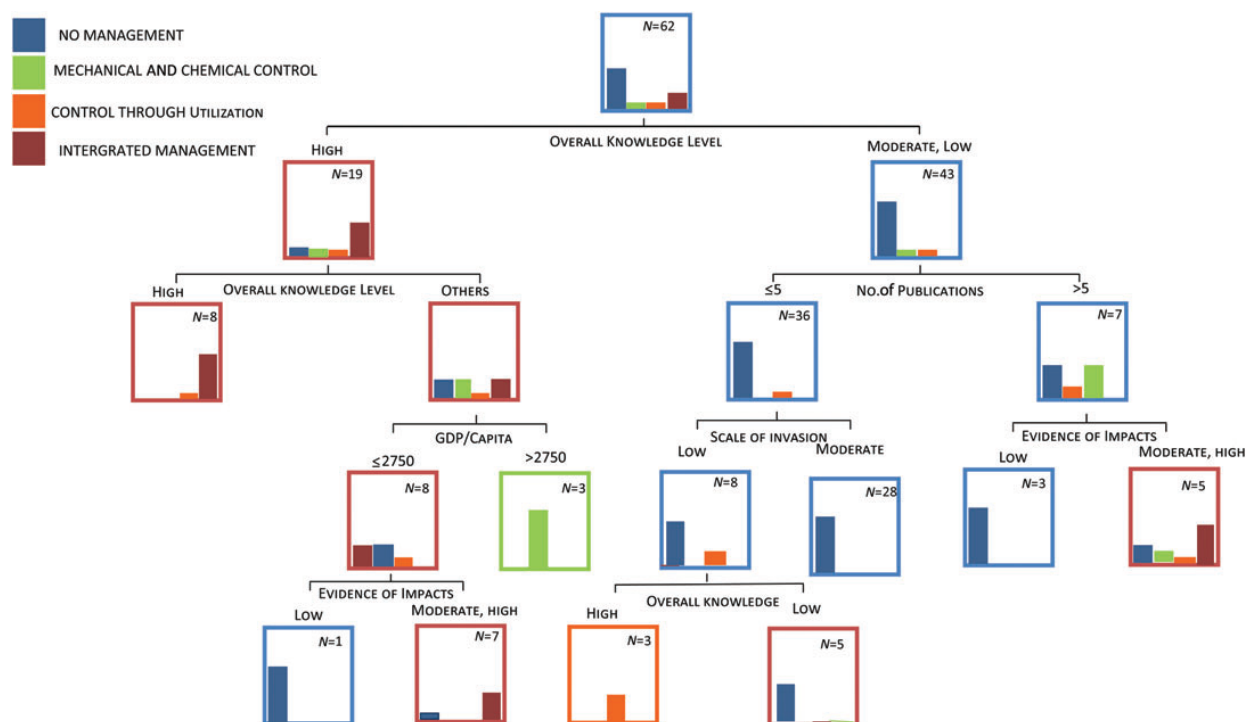 NO MANAGEMENT
MECHANICAL AND CHEMICAL CONTROL
CONTROL THROUGH UTILIZATION
INTERGRATED MANAGEMENT
N=62
OVERALL KNOWLEDGE LEVEL
HIGH
MODERATE, LOW
N=19
N=43
HIGH
OVERALL KNOWLEDGE LEVEL
OTHERS
≤5
NO.of PUBLICATIONS
>5
N=8
N=36
N=7
GDP/CAPITA
SCALE OF INVASION
EVIDENCE OF IMPACTS
≤2750
>2750
LOW
MODERATE
LOW
MODERATE, HIGH
N=8
N=3
N=8
N=28
N=3
N=5
EVIDENCE OF IMPACTS
OVERALL KNOWLEDGE
LOW
MODERATE, HIGH
HIGH
LOW
N=1
N=7
N=3
N=5